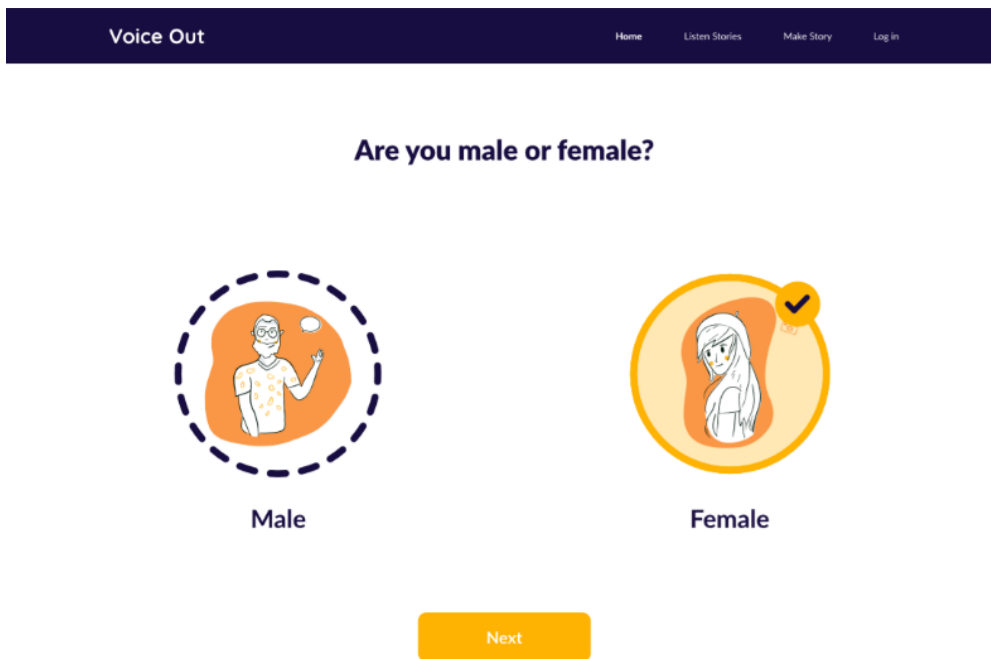 Voice Out
Home Listen Stories Make Story Log in
Are you male or female?
Male Female
Next